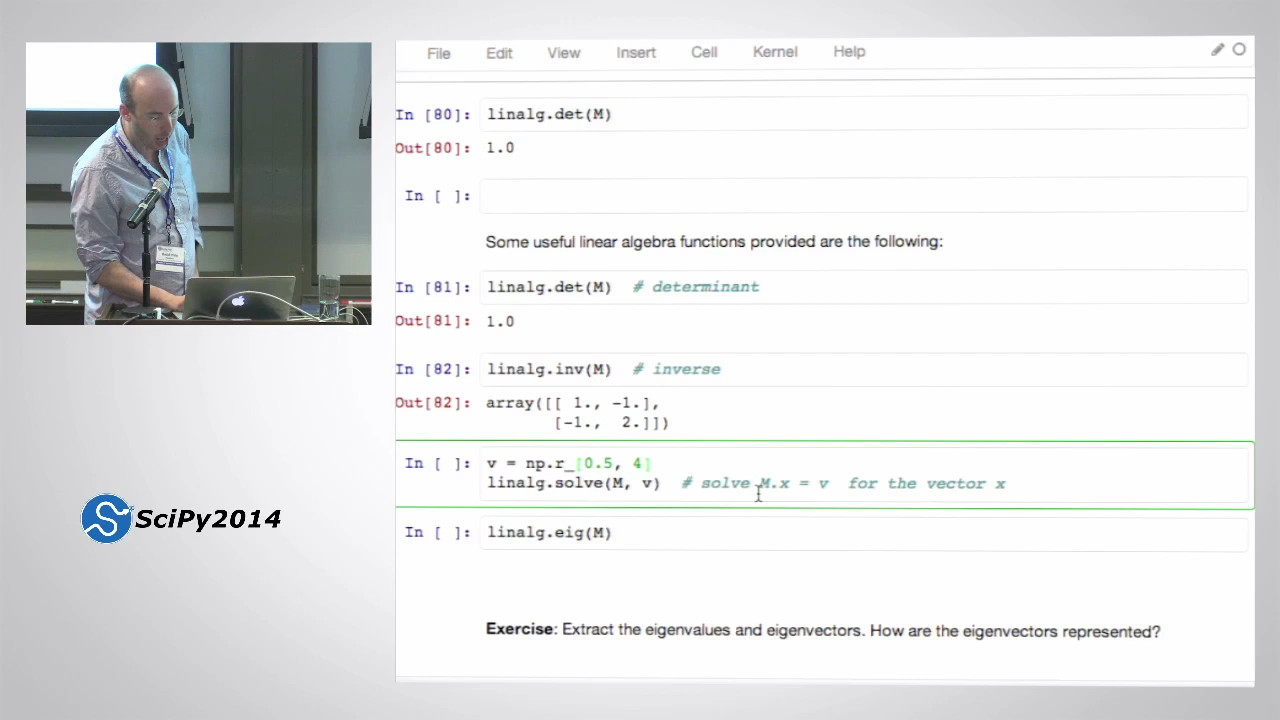 File Edit View Insert Cell Kernel Help
In [80]: linalg.det(M)
Out[80]: 1.0
In [ ]:
Some useful linear algebra functions provided are the following:
In [81]: linalg.det(M) # determinant
Out[81]: 1.0
In [82]: linalg.inv(M) # inverse
Out[82]: array([[ 1., -1.],
[-1., 2.]])
In [ ]: v = np.r_[0.5, 4]
linalg.solve(M, v) # solve M.x = v for the vector x
In [ ]: linalg.eig(M)
Exercise: Extract the eigenvalues and eigenvectors. How are the eigenvectors represented?
SciPy2014